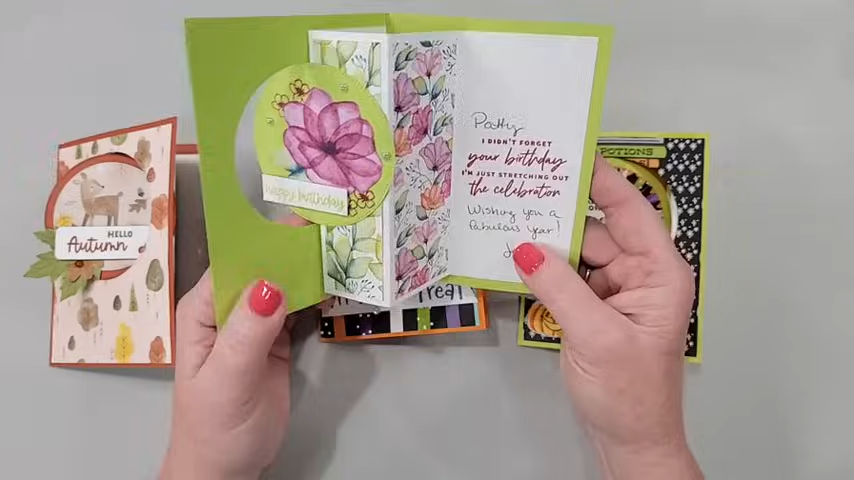 Patty
I DIDN'T FORGET
your birthday
I'M JUST STRETCHING OUT
the celebration
Wishing you a
fabulous year!
happy birthday
HELLO
Autumn
POTIONS
treat